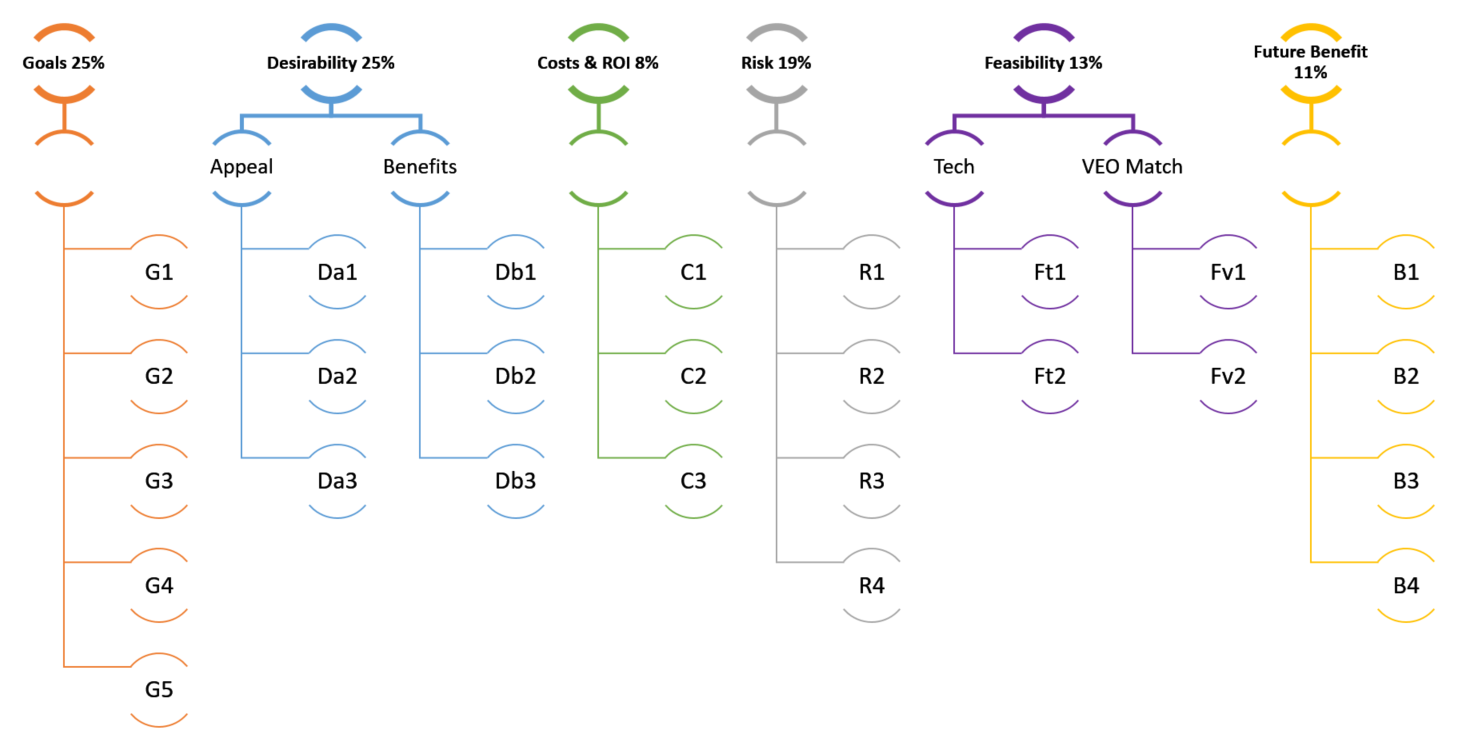 Goals 25%
Desirability 25%
Costs & ROI 8%
Risk 19%
Feasibility 13%
Future Benefit
11%
Appeal
Benefits
Tech
VEO Match
G1
Da1
Db1
C1
R1
Ft1
Fv1
B1
G2
Da2
Db2
C2
R2
Ft2
Fv2
B2
G3
Da3
Db3
C3
R3
B3
G4
R4
B4
G5